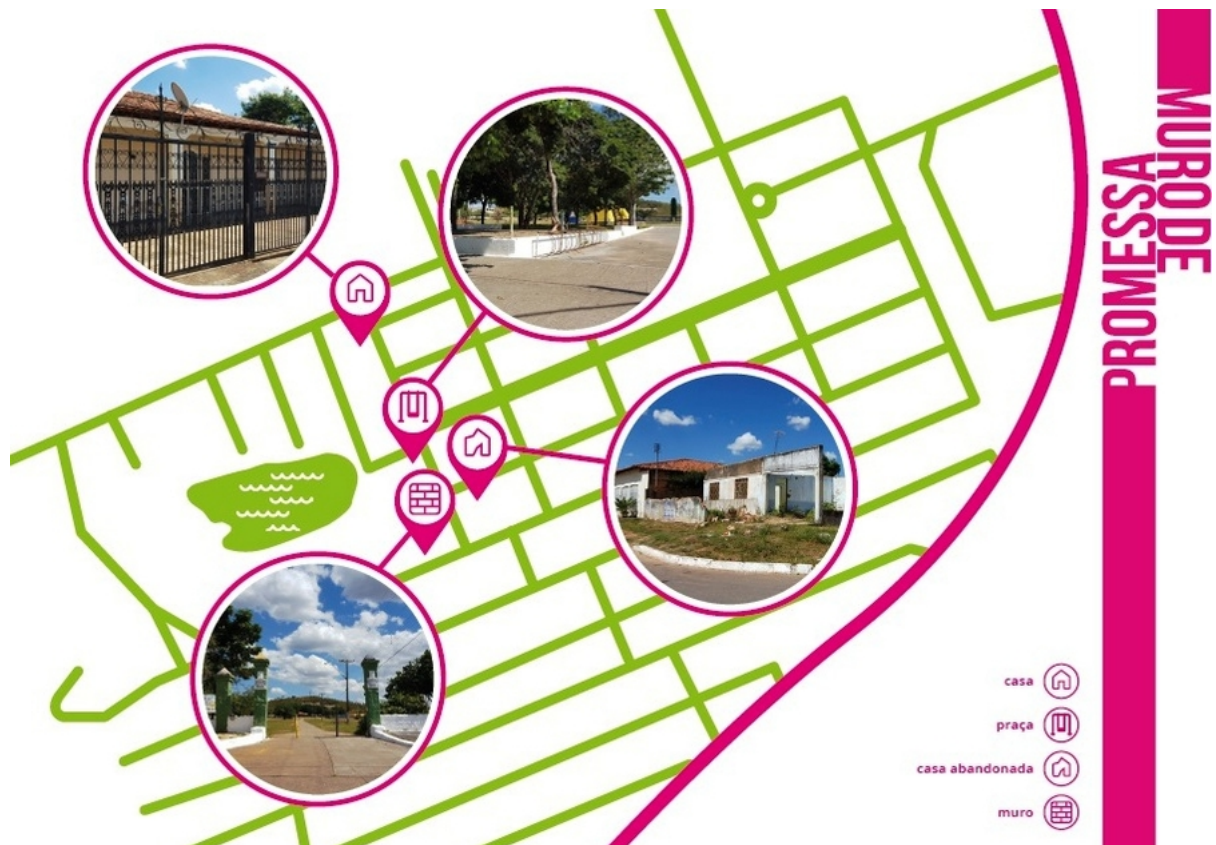 MURO DE
PROMESSA
casa
praça
casa abandonada
muro